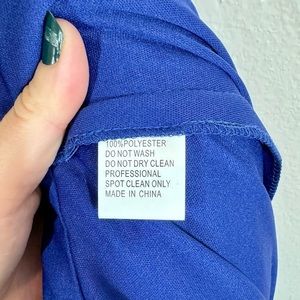 100%POLYESTER
DO NOT WASH
DO NOT DRY CLEAN
PROFESSIONAL
SPOT CLEAN ONLY
MADE IN CHINA